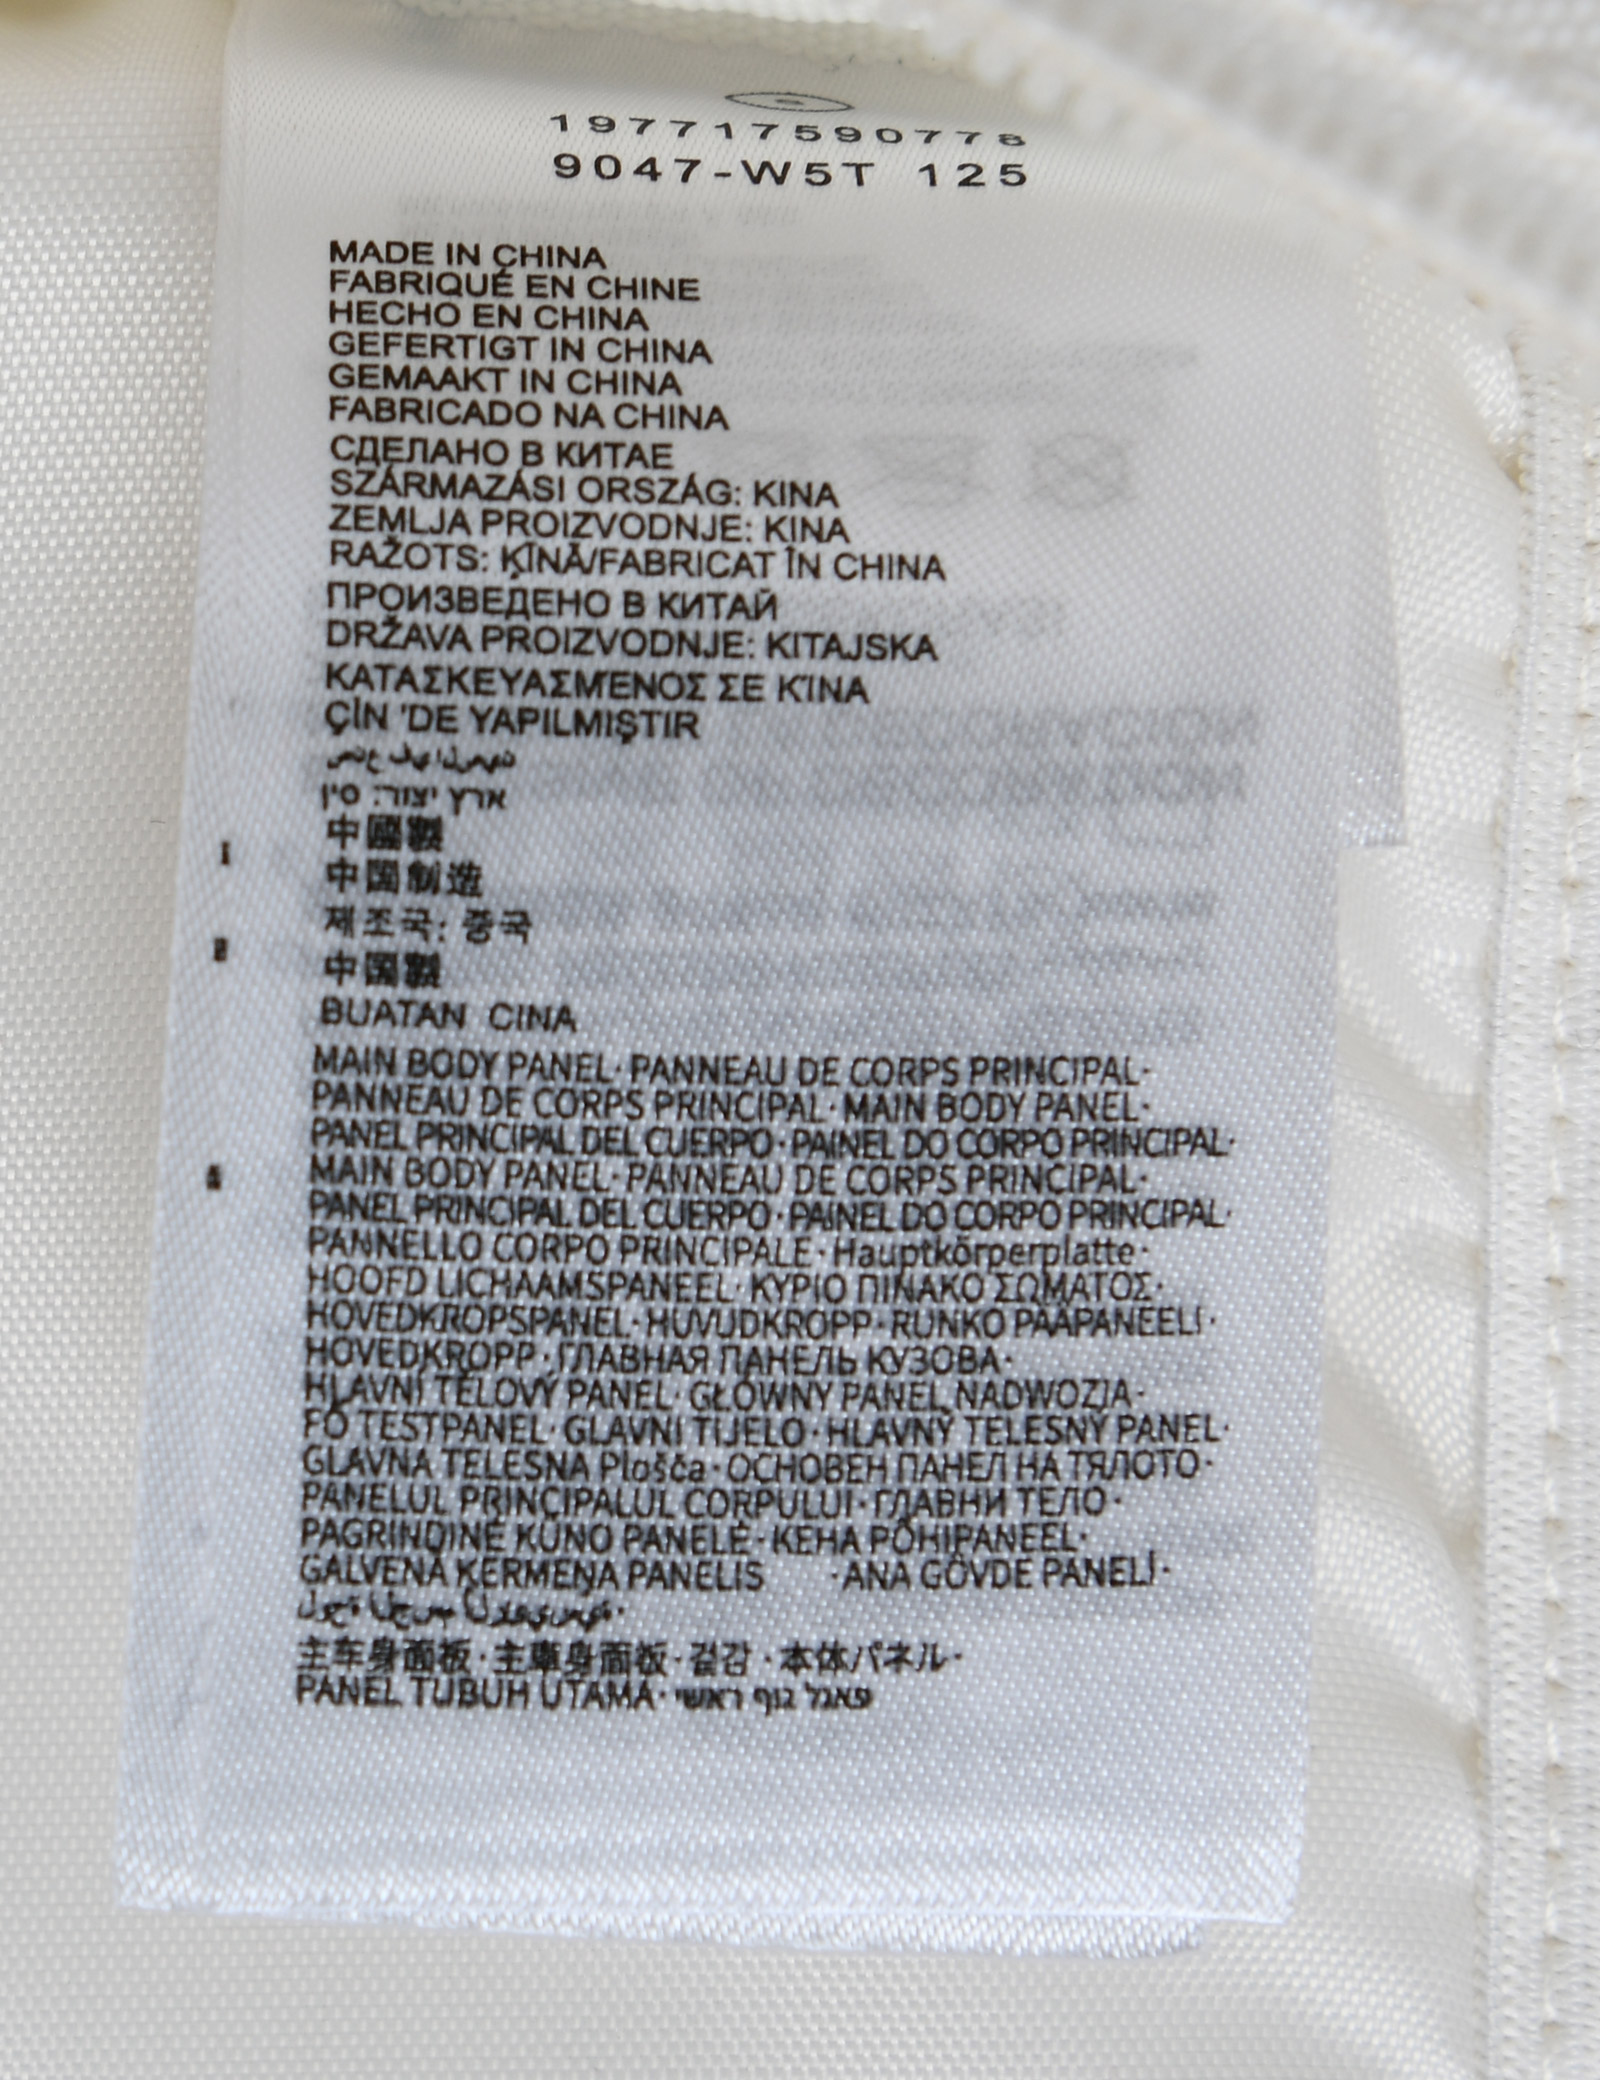 197717590778
9047-W5T 125
MADE IN CHINA
FABRIQUÉ EN CHINE
HECHO EN CHINA
GEFERTIGT IN CHINA
GEMAAKT IN CHINA
FABRICADO NA CHINA
СДЕЛАНО В КИТАЕ
SZÁRMAZÁSI ORSZÁG: KINA
ZEMLJA PROIZVODNJE: KINA
RAŽOTS: ĶĪNĀ/FABRICAT ÎN CHINA
ПРОИЗВЕДЕНО В КИТАЙ
DRŽAVA PROIZVODNJE: KITAJSKA
ΚΑΤΑΣΚΕΥΑΣΜΈΝΟΣ ΣΕ ΚΊΝΑ
ÇİN 'DE YAPILMIŞTIR
ארץ יצור: סין
中國製
中国制造
제조국: 중국
中国製
BUATAN CINA
MAIN BODY PANEL· PANNEAU DE CORPS PRINCIPAL·
PANNEAU DE CORPS PRINCIPAL· MAIN BODY PANEL·
PANEL PRINCIPAL DEL CUERPO· PAINEL DO CORPO PRINCIPAL·
MAIN BODY PANEL· PANNEAU DE CORPS PRINCIPAL·
PANEL PRINCIPAL DEL CUERPO· PAINEL DO CORPO PRINCIPAL·
PANNELLO CORPO PRINCIPALE· Hauptkörperplatte·
HOOFD LICHAAMSPANEEL· ΚΥΡΙΟ ΠΙΝΑΚΟ ΣΩΜΑΤΟΣ·
HOVEDKROPSPANEL· HUVUDKROPP· RUNKO PÄÄPANEELI·
HOVEDKROPP· ГЛАВНАЯ ПАНЕЛЬ КУЗОВА·
HLAVNÍ TĚLOVÝ PANEL· GŁÓWNY PANEL NADWOZIA·
FŐ TESTPANEL· GLAVNI TIJELO· HLAVNÝ TELESNÝ PANEL·
GLAVNA TELESNA Plošča· ОСНОВЕН ПАНЕЛ НА ТЯЛОТО·
PANELUL PRINCIPALUL CORPULUI· ГЛАВНИ ТЕЛО·
PAGRINDINĖ KŪNO PANELĖ· KEHA PÕHIPANEEL·
GALVENĀ ĶERMEŅA PANELIS ·ANA GÖVDE PANELİ·
主车身面板· 主車身面板· 겉감 · 本体パネル·
PANEL TUBUH UTAMA· פאנל גוף ראשי